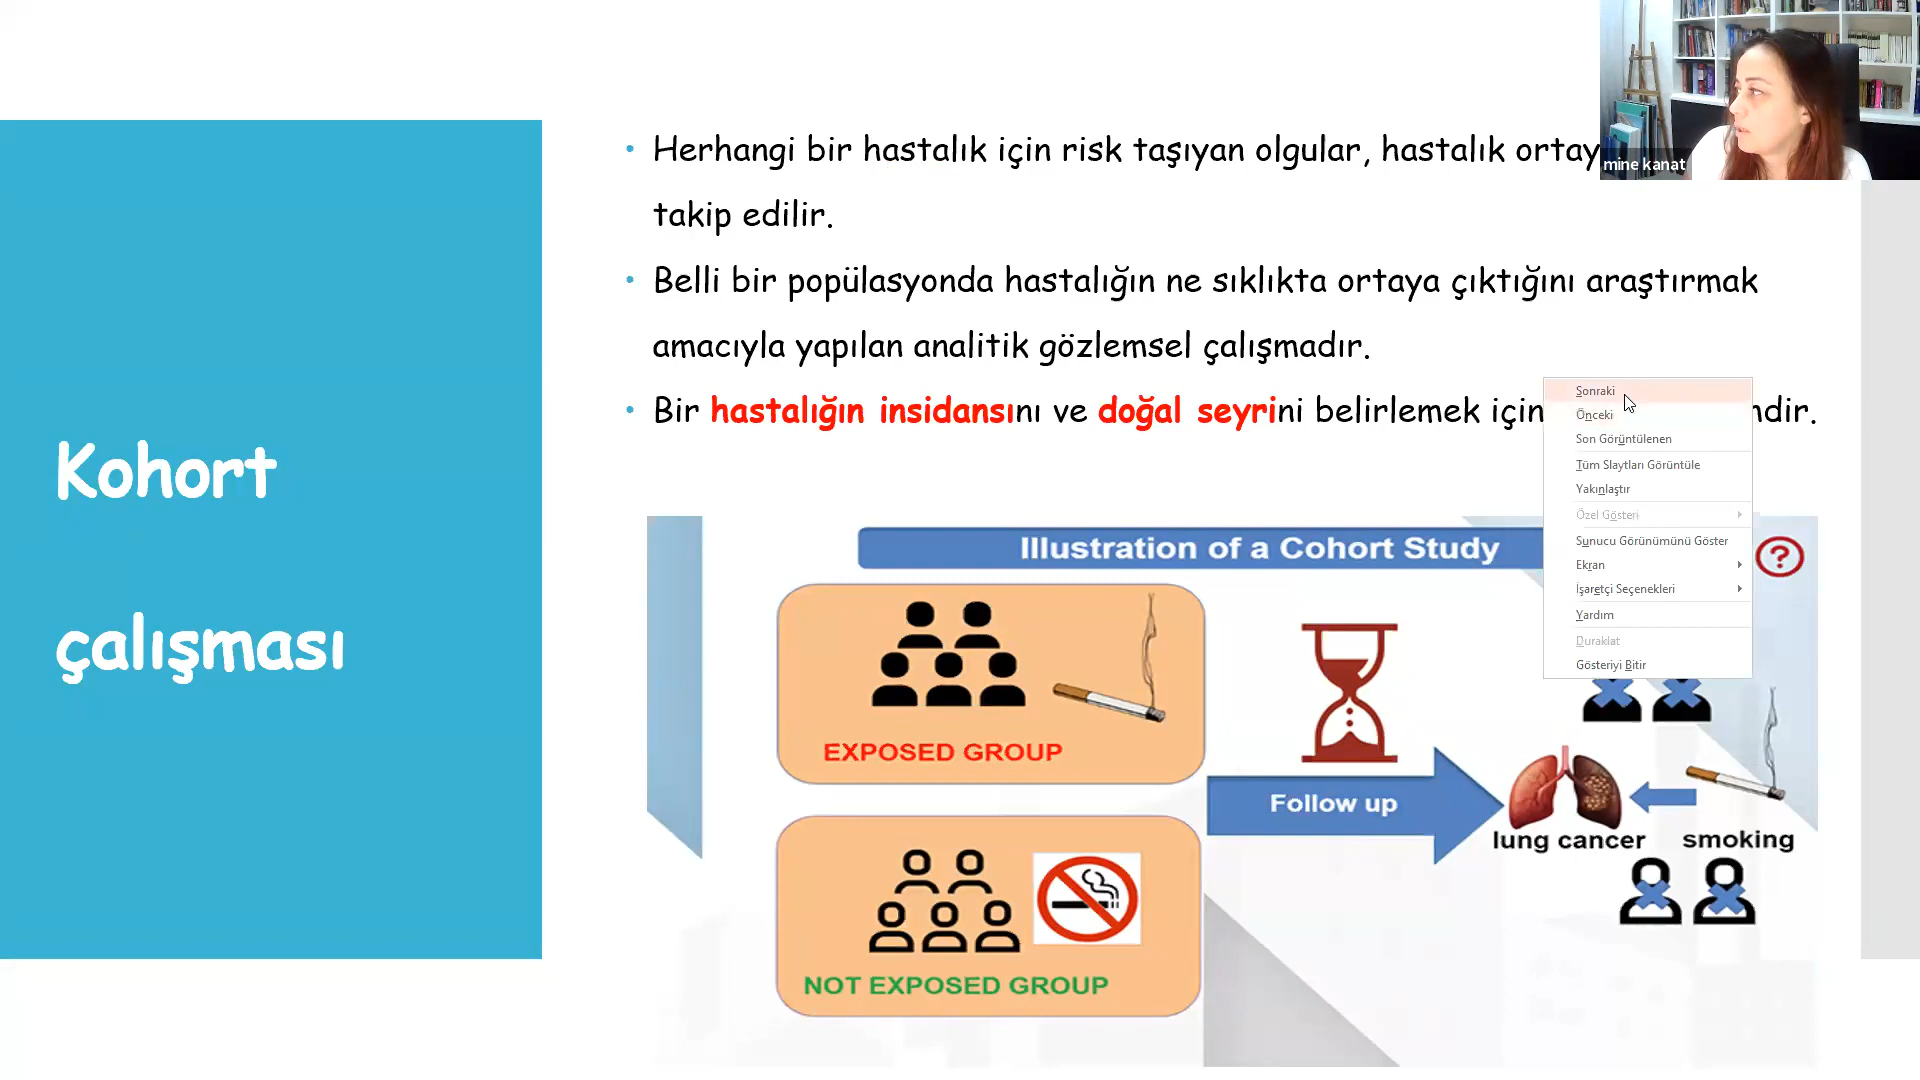 Kohort
çalışması
• Herhangi bir hastalık için risk taşıyan olgular, hastalık
takip edilir.
• Belli bir popülasyonda hastalığın ne sıklıkta ortaya çıktığını araştırmak
amacıyla yapılan analitik gözlemsel çalışmadır.
• Bir hastalığın insidansını ve doğal seyrini belirlemek için
mine kanat
Sonraki
Önceki
Son Görüntülenen
Tüm Slaytları Görüntüle
Yakınlaştır
Özel Gösteri
Sunucu Görünümünü Göster
Ekran
İşaretçi Seçenekleri
Yardım
Duraklat
Gösteriyi Bitir
Illustration of a Cohort Study
?
EXPOSED GROUP
Follow up
lung cancer
smoking
NOT EXPOSED GROUP